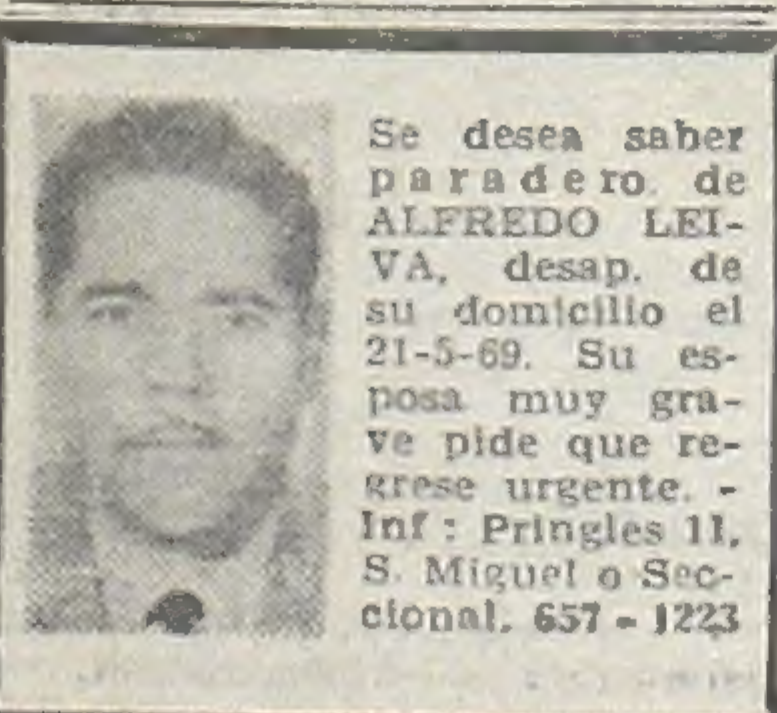 Se desea saber
paradero de
ALFREDO LEI-
VA, desap. de
su domicilio el
21-5-69. Su es-
posa muy gra-
ve pide que re-
grese urgente. -
Inf : Pringles 11,
S. Miguel o Sec-
cional. 657 - 1223